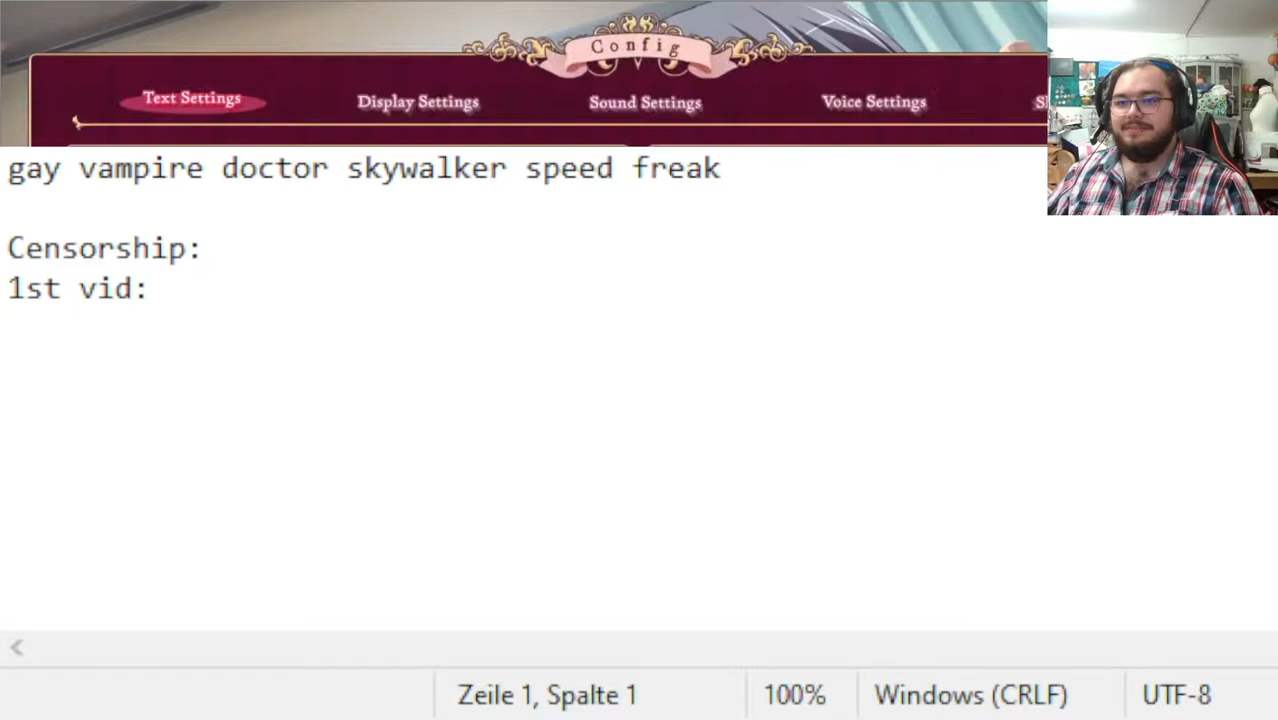 Config
Text Settings
Display Settings
Sound Settings
Voice Settings
gay vampire doctor skywalker speed freak
Censorship:
1st vid:
Zeile 1, Spalte 1
100%
Windows (CRLF)
UTF-8